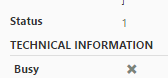 ]
Status 1
TECHNICAL INFORMATION
Busy ✖